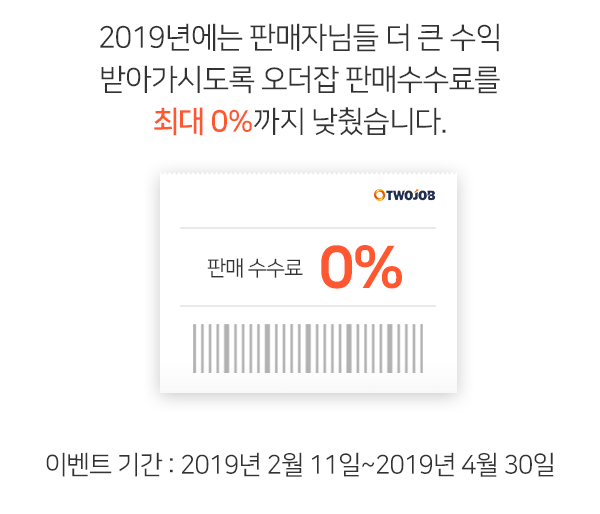 2019년에는 판매자님들 더 큰 수익
받아가시도록 오더잡 판매수수료를
최대 0%까지 낮췄습니다.
TWOJOB
판매 수수료 0%
이벤트 기간 : 2019년 2월 11일~2019년 4월 30일